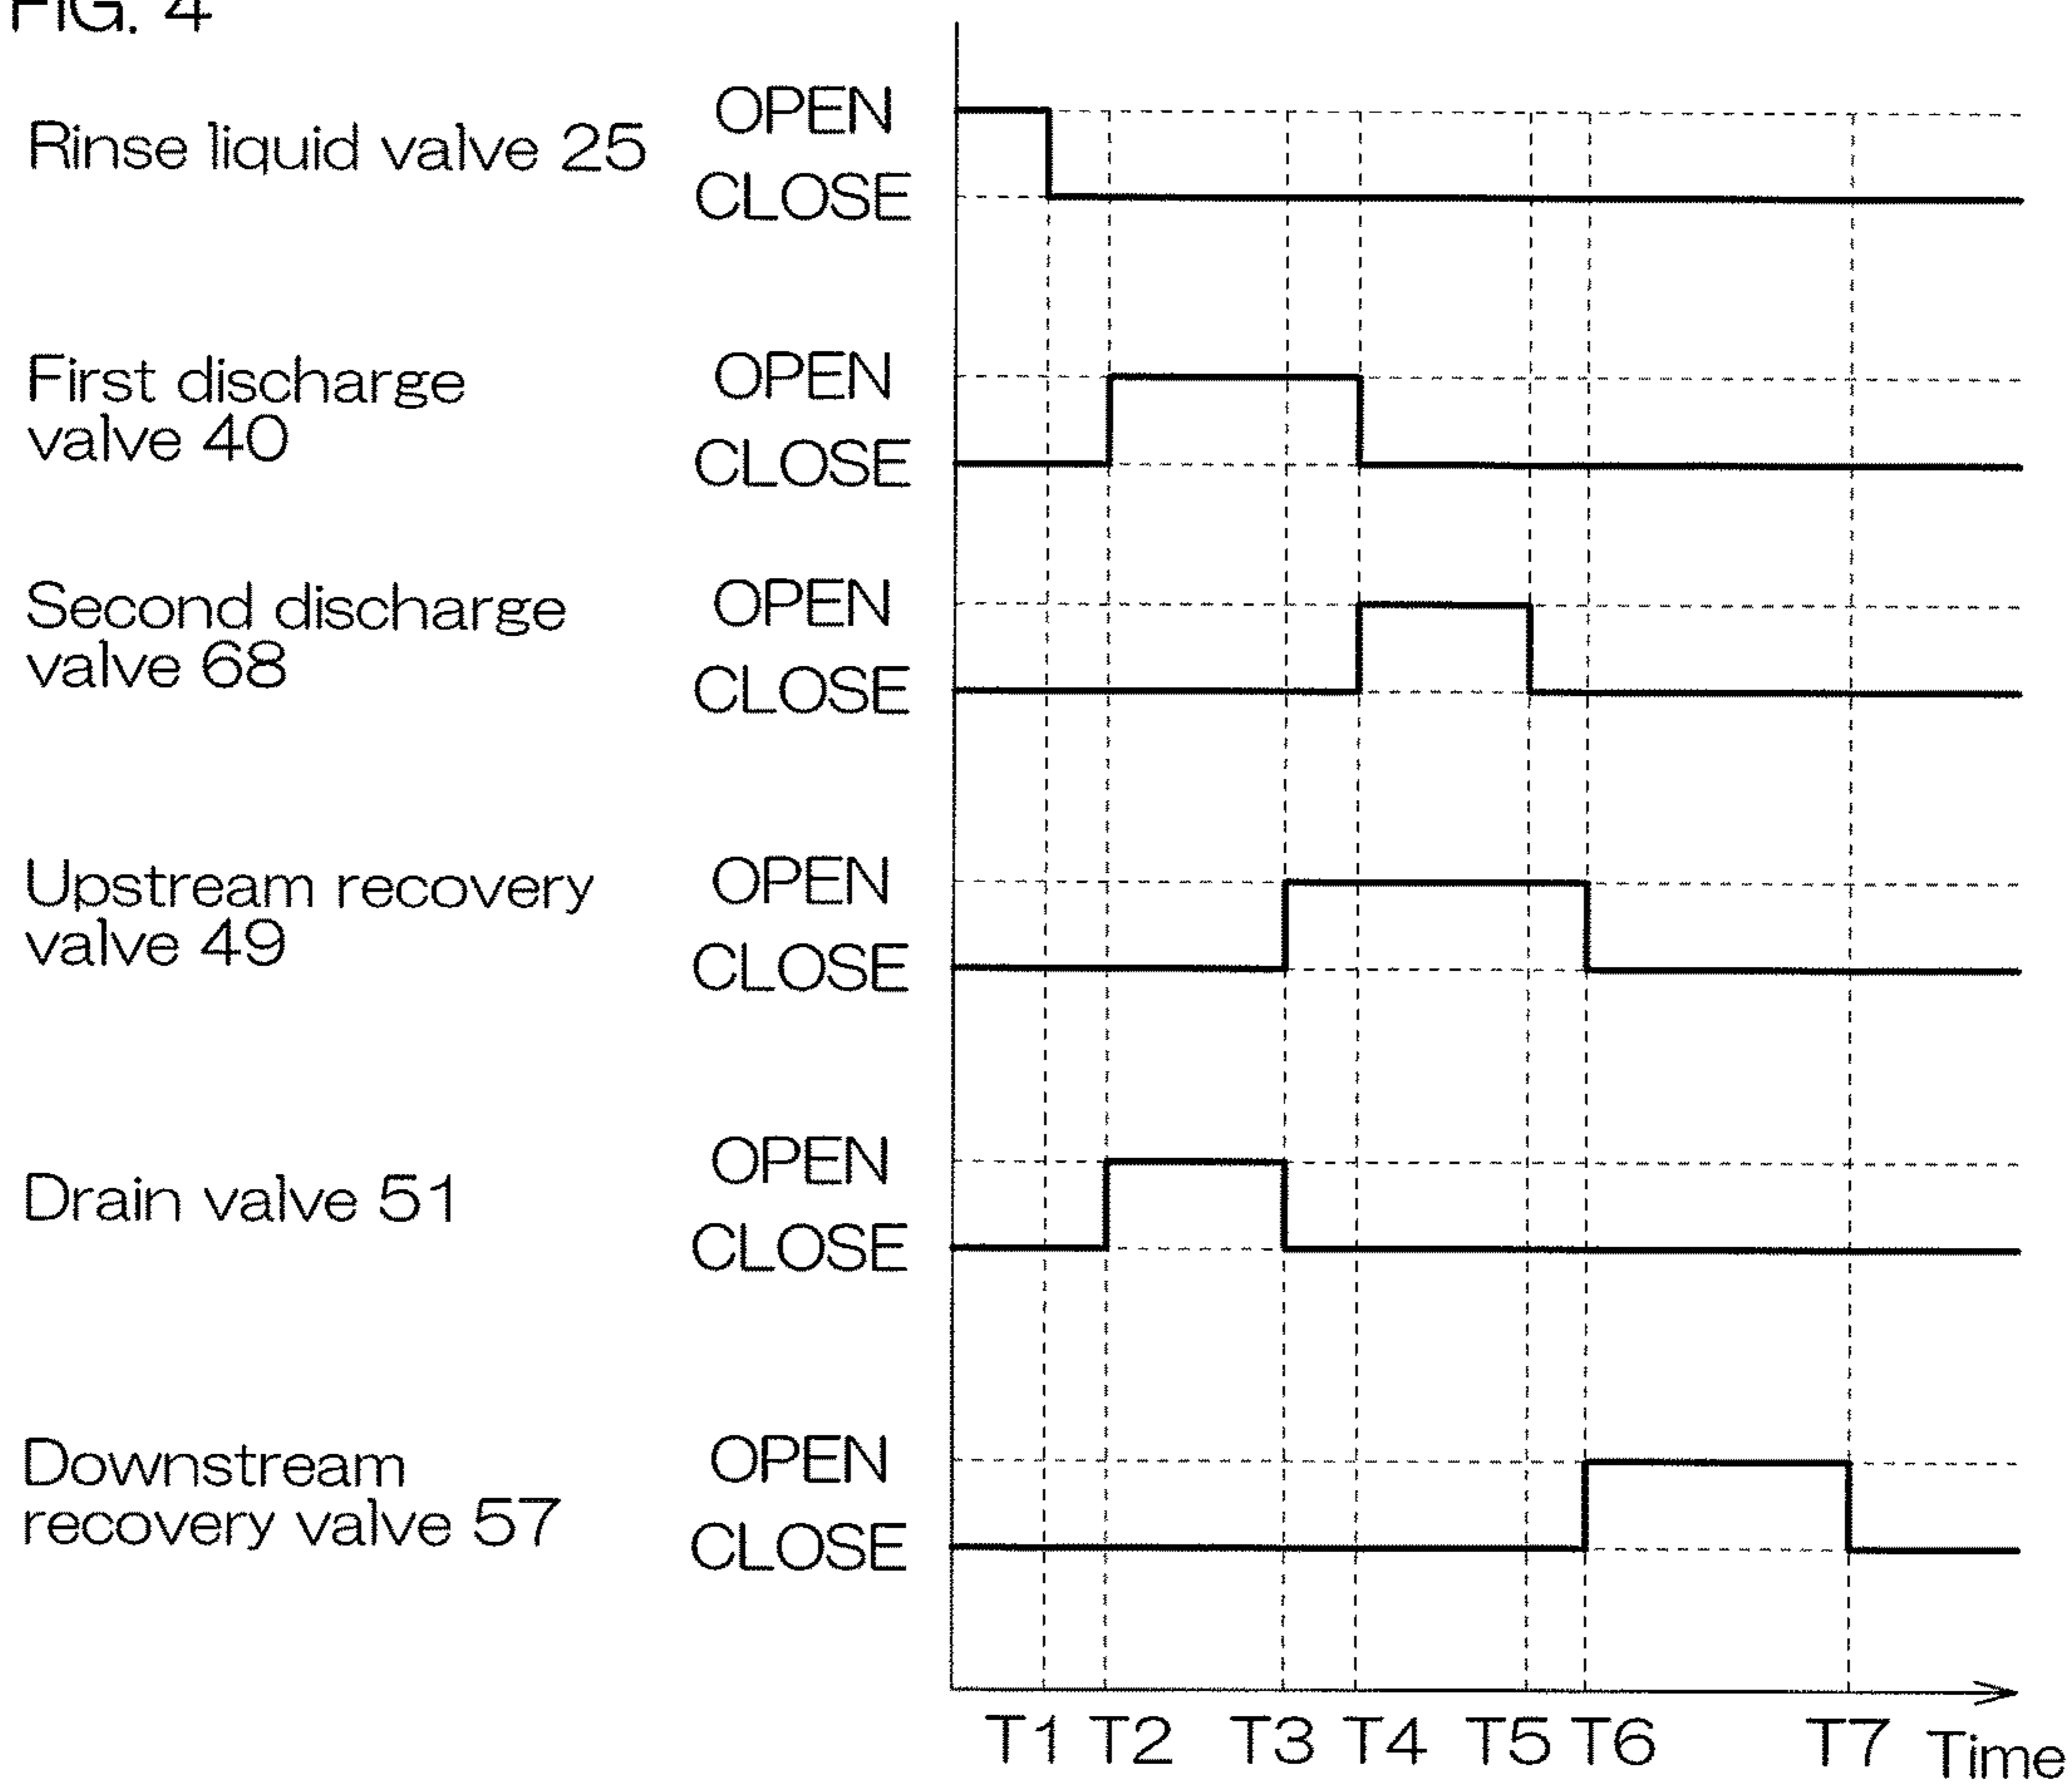 FIG. 4
OPEN
Rinse liquid valve 25
CLOSE
First discharge
valve 40
OPEN
CLOSE
Second discharge
valve 68
OPEN
CLOSE
Upstream recovery
valve 49
OPEN
CLOSE
Drain valve 51
OPEN
CLOSE
Downstream
recovery valve 57
OPEN
CLOSE
T1 T2 T3 T4 T5 T6 T7 Time